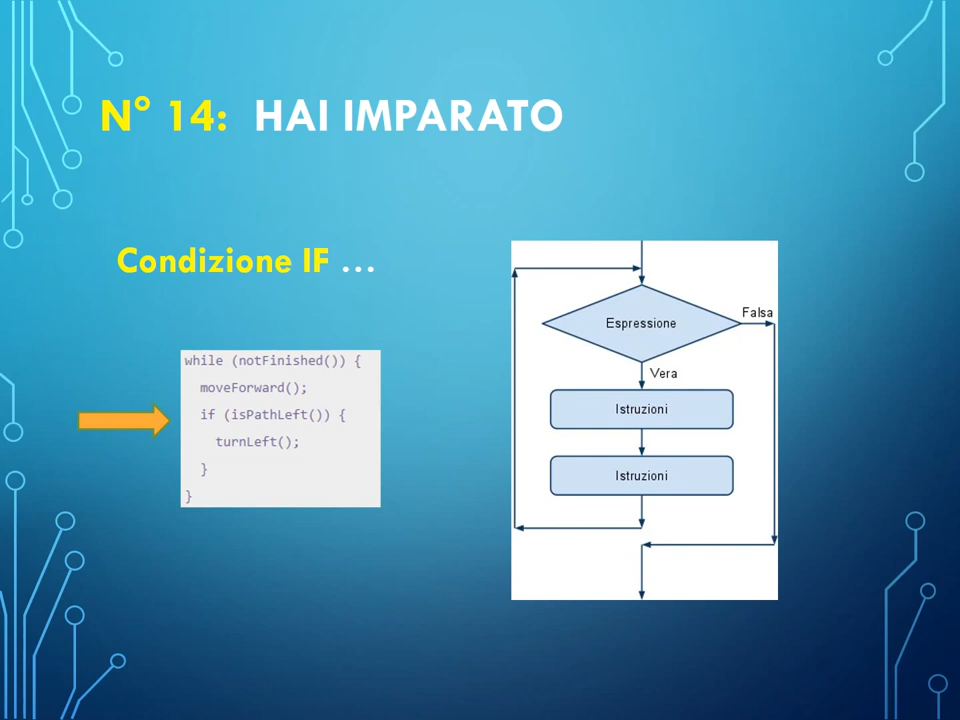 N° 14: HAI IMPARATO
Condizione IF ...
while (notFinished()) {
moveForward();
if (isPathLeft()) {
turnLeft();
}
}
Espressione
Falsa
Vera
Istruzioni
Istruzioni